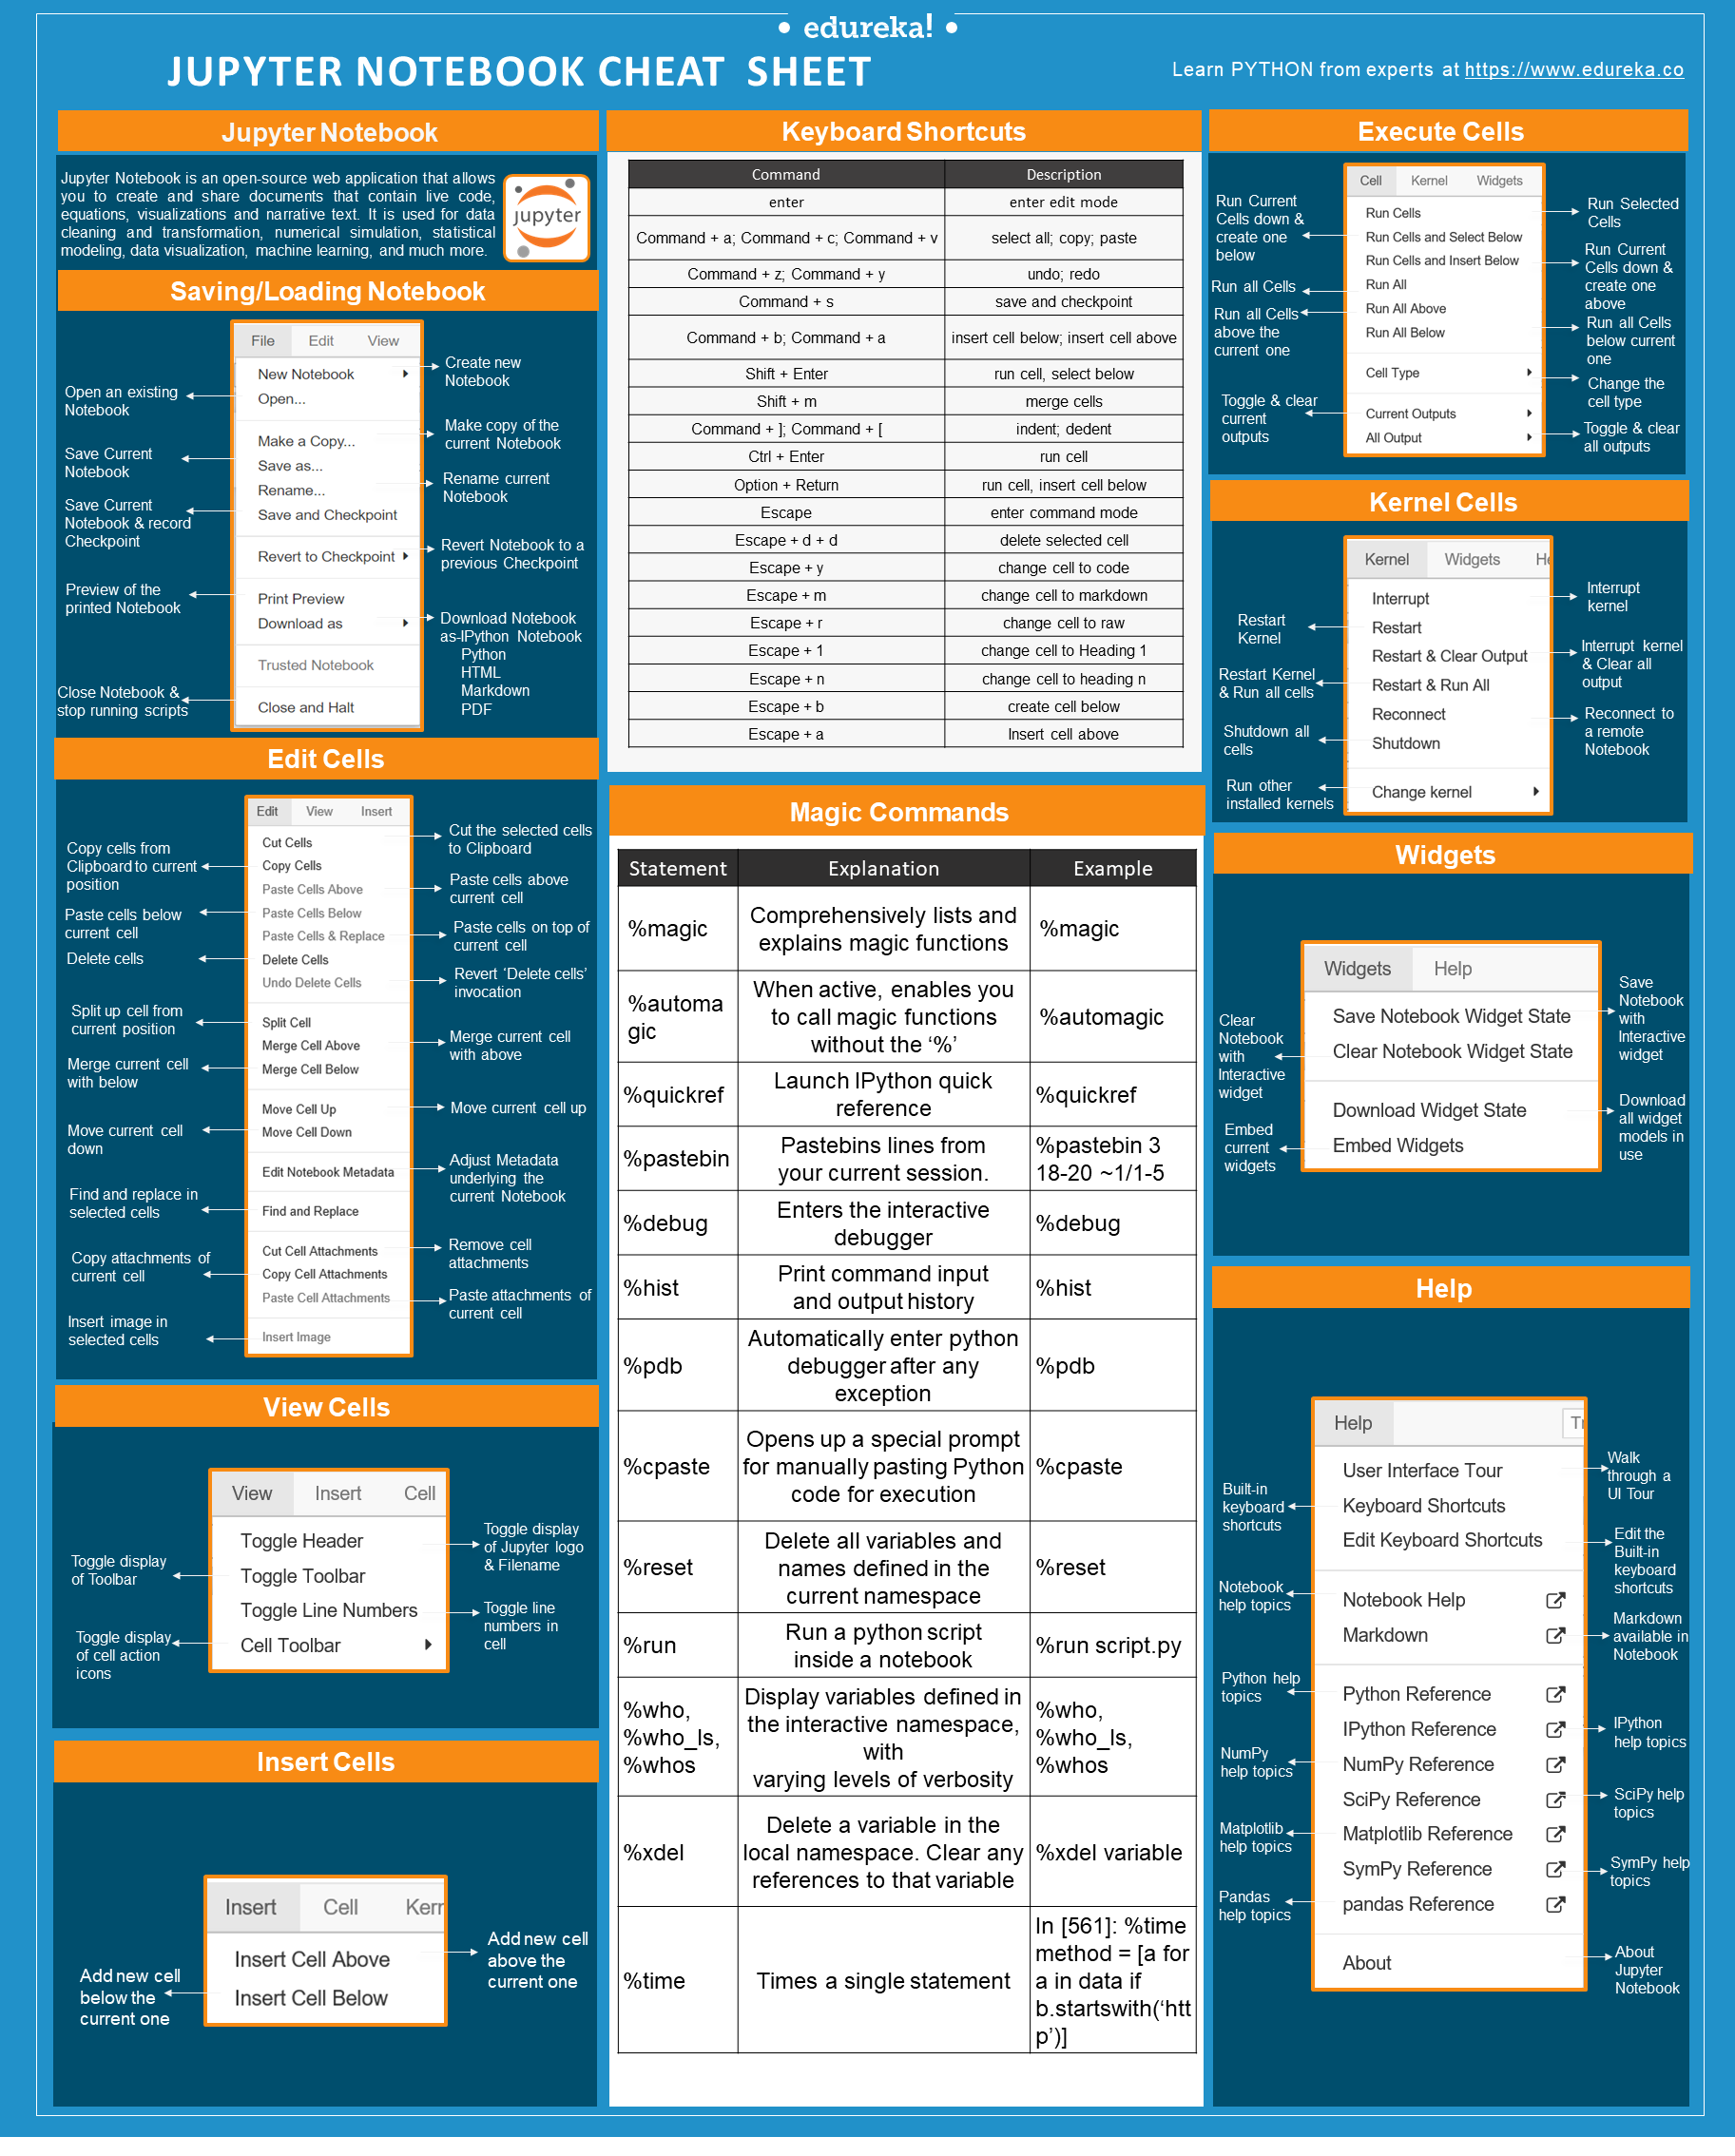 edureka!
JUPYTER NOTEBOOK CHEAT SHEET
Learn PYTHON from experts at https://www.edureka.co
Jupyter Notebook
Jupyter Notebook is an open-source web application that allows
you to create and share documents that contain live code,
equations, visualizations and narrative text. It is used for data
cleaning and transformation, numerical simulation, statistical
modeling, data visualization, machine learning, and much more.
jupyter
Saving/Loading Notebook
File Edit View
New Notebook
Open...
Make a Copy...
Save as...
Rename...
Save and Checkpoint
Revert to Checkpoint
Print Preview
Download as
Trusted Notebook
Close and Halt
Open an existing
Notebook
Save Current
Notebook
Save Current
Notebook & record
Checkpoint
Preview of the
printed Notebook
Close Notebook &
stop running scripts
Create new
Notebook
Make copy of the
current Notebook
Rename current
Notebook
Revert Notebook to a
previous Checkpoint
Download Notebook
as-IPython Notebook
Python
HTML
Markdown
PDF
Edit Cells
Edit View Insert
Cut Cells
Copy Cells
Paste Cells Above
Paste Cells Below
Paste Cells & Replace
Delete Cells
Undo Delete Cells
Split Cell
Merge Cell Above
Merge Cell Below
Move Cell Up
Move Cell Down
Edit Notebook Metadata
Find and Replace
Cut Cell Attachments
Copy Cell Attachments
Paste Cell Attachments
Insert Image
Copy cells from
Clipboard to current
position
Paste cells below
current cell
Delete cells
Split up cell from
current position
Merge current cell
with below
Move current cell
down
Find and replace in
selected cells
Copy attachments of
current cell
Insert image in
selected cells
Cut the selected cells
to Clipboard
Paste cells above
current cell
Paste cells on top of
current cell
Revert ‘Delete cells’
invocation
Merge current cell
with above
Move current cell up
Adjust Metadata
underlying the
current Notebook
Remove cell
attachments
Paste attachments of
current cell
View Cells
View Insert Cell
Toggle Header
Toggle Toolbar
Toggle Line Numbers
Cell Toolbar
Toggle display
of Toolbar
Toggle display
of cell action
icons
Toggle display
of Jupyter logo
& Filename
Toggle line
numbers in
cell
Insert Cells
Insert Cell Kerr
Insert Cell Above
Insert Cell Below
Add new cell
below the
current one
Add new cell
above the
current one
Keyboard Shortcuts
Command Description
enter enter edit mode
Command + a; Command + c; Command + v select all; copy; paste
Command + z; Command + y undo; redo
Command + s save and checkpoint
Command + b; Command + a insert cell below; insert cell above
Shift + Enter run cell, select below
Shift + m merge cells
Command + ]; Command + [ indent; dedent
Ctrl + Enter run cell
Option + Return run cell, insert cell below
Escape enter command mode
Escape + d + d delete selected cell
Escape + y change cell to code
Escape + m change cell to markdown
Escape + r change cell to raw
Escape + 1 change cell to Heading 1
Escape + n change cell to heading n
Escape + b create cell below
Escape + a Insert cell above
Magic Commands
Statement Explanation Example
%magic
Comprehensively lists and
explains magic functions
%magic
%automa
gic
When active, enables you
to call magic functions
without the ‘%’
%automagic
%quickref
Launch IPython quick
reference
%quickref
%pastebin
Pastebins lines from
your current session.
%pastebin 3
18-20 ~1/1-5
%debug
Enters the interactive
debugger
%debug
%hist
Print command input
and output history
%hist
%pdb
Automatically enter python
debugger after any
exception
%pdb
%cpaste
Opens up a special prompt
for manually pasting Python
code for execution
%cpaste
%reset
Delete all variables and
names defined in the
current namespace
%reset
%run
Run a python script
inside a notebook
%run script.py
%who,
%who_ls,
%whos
Display variables defined in
the interactive namespace,
with
varying levels of verbosity
%who,
%who_ls,
%whos
%xdel
Delete a variable in the
local namespace. Clear any
references to that variable
%xdel variable
%time
Times a single statement
In [561]: %time
method = [a for
a in data if
b.startswith(‘htt
p’)]
Execute Cells
Cell Kernel Widgets
Run Cells
Run Cells and Select Below
Run Cells and Insert Below
Run All
Run All Above
Run All Below
Cell Type
Current Outputs
All Output
Run Current
Cells down &
create one
below
Run all Cells
Run all Cells
above the
current one
Toggle & clear
current
outputs
Run Selected
Cells
Run Current
Cells down &
create one
above
Run all Cells
below current
one
Change the
cell type
Toggle & clear
all outputs
Kernel Cells
Kernel Widgets He
Interrupt
Restart
Restart & Clear Output
Restart & Run All
Reconnect
Shutdown
Change kernel
Restart
Kernel
Restart Kernel
& Run all cells
Shutdown all
cells
Run other
installed kernels
Interrupt
kernel
Interrupt kernel
& Clear all
output
Reconnect to
a remote
Notebook
Widgets
Widgets Help
Save Notebook Widget State
Clear Notebook Widget State
Download Widget State
Embed Widgets
Clear
Notebook
with
Interactive
widget
Embed
current
widgets
Save
Notebook
with
Interactive
widget
Download
all widget
models in
use
Help
Help Tr
User Interface Tour
Keyboard Shortcuts
Edit Keyboard Shortcuts
Notebook Help
Markdown
Python Reference
IPython Reference
NumPy Reference
SciPy Reference
Matplotlib Reference
SymPy Reference
pandas Reference
About
Built-in
keyboard
shortcuts
Notebook
help topics
Python help
topics
NumPy
help topics
Matplotlib
help topics
Pandas
help topics
Walk
through a
UI Tour
Edit the
Built-in
keyboard
shortcuts
Markdown
available in
Notebook
IPython
help topics
SciPy help
topics
SymPy help
topics
About
Jupyter
Notebook